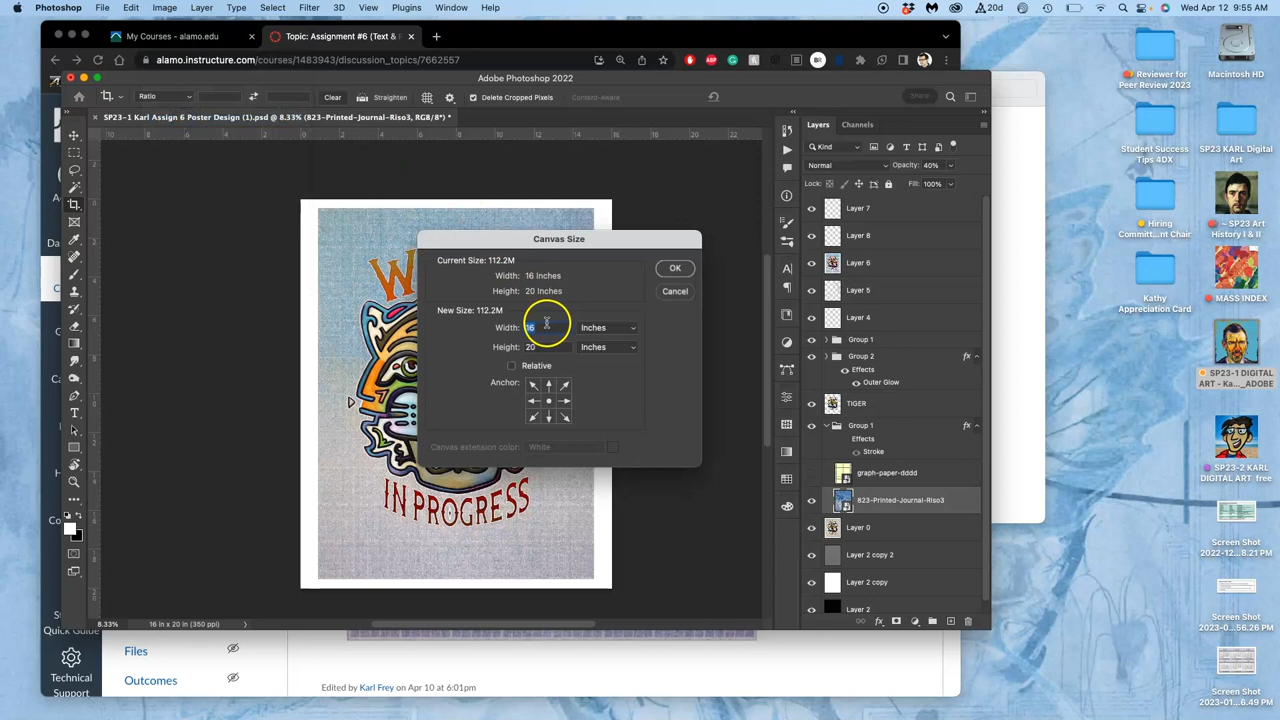 Photoshop File Edit Image Layer Type Select Filter 3D View Plugins Window Help 20d Wed Apr 12 9:55 AM
My Courses - alamo.edu
Topic: Assignment #6 (Text & F
alamo.instructure.com/courses/1483943/discussion_topics/7662557
Adobe Photoshop 2022
Ratio Clear Straighten Delete Cropped Pixels Content-Aware Share
SP23-1 Karl Assign 6 Poster Design (1).psd @ 8.33% (823-Printed-Journal-Riso3, RGB/8*) *
Canvas Size
Current Size: 112.2M
Width: 16 Inches
Height: 20 Inches
OK
Cancel
New Size: 112.2M
Width: 16 Inches
Height: 20 Inches
Relative
Anchor:
Canvas extension color: White
IN PROGRESS
Layers Channels
Kind
Normal Opacity: 40%
Lock: Fill: 100%
Layer 7
Layer 8
Layer 6
Layer 5
Layer 4
Group 1
Group 2 fx
Effects
Outer Glow
TIGER
Group 1 fx
Effects
Stroke
graph-paper-dddd
823-Printed-Journal-Riso3
Layer 0
Layer 2 copy 2
Layer 2 copy
Layer 2
8.33% 16 in x 20 in (350 ppi)
Quick Guide
Technical
Support
Files
Outcomes
Edited by Karl Frey on Apr 10 at 6:01pm
Reviewer for
Peer Review 2023
Macintosh HD
Student Success
Tips 4DX
SP23 KARL Digital
Art
Hiring
Committ...nt Chair
~ SP23 Art
History I & II
Kathy
Appreciation Card
MASS INDEX
SP23-1 DIGITAL
ART - Ka..._ADOBE
SP23-2 KARL
DIGITAL ART free
Screen Shot
2022-12...8.21 PM
Screen Shot
2023-0...56.26 PM
Screen Shot
2023-01...6.49 PM